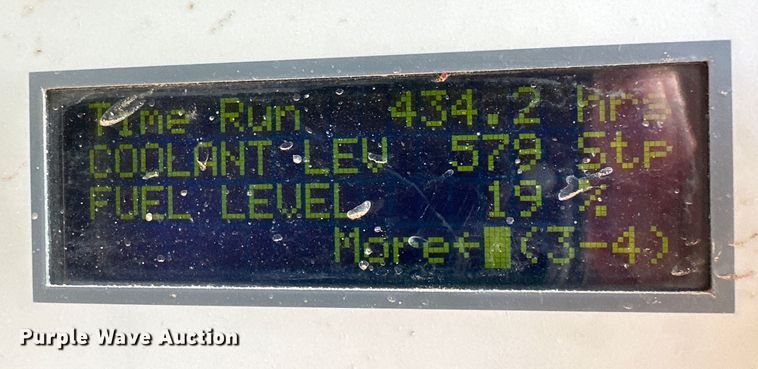 Time Run 434.2 hrs
COOLANT LEV 579 Stp
FUEL LEVEL 19 %
More← (3-4)
Purple Wave Auction